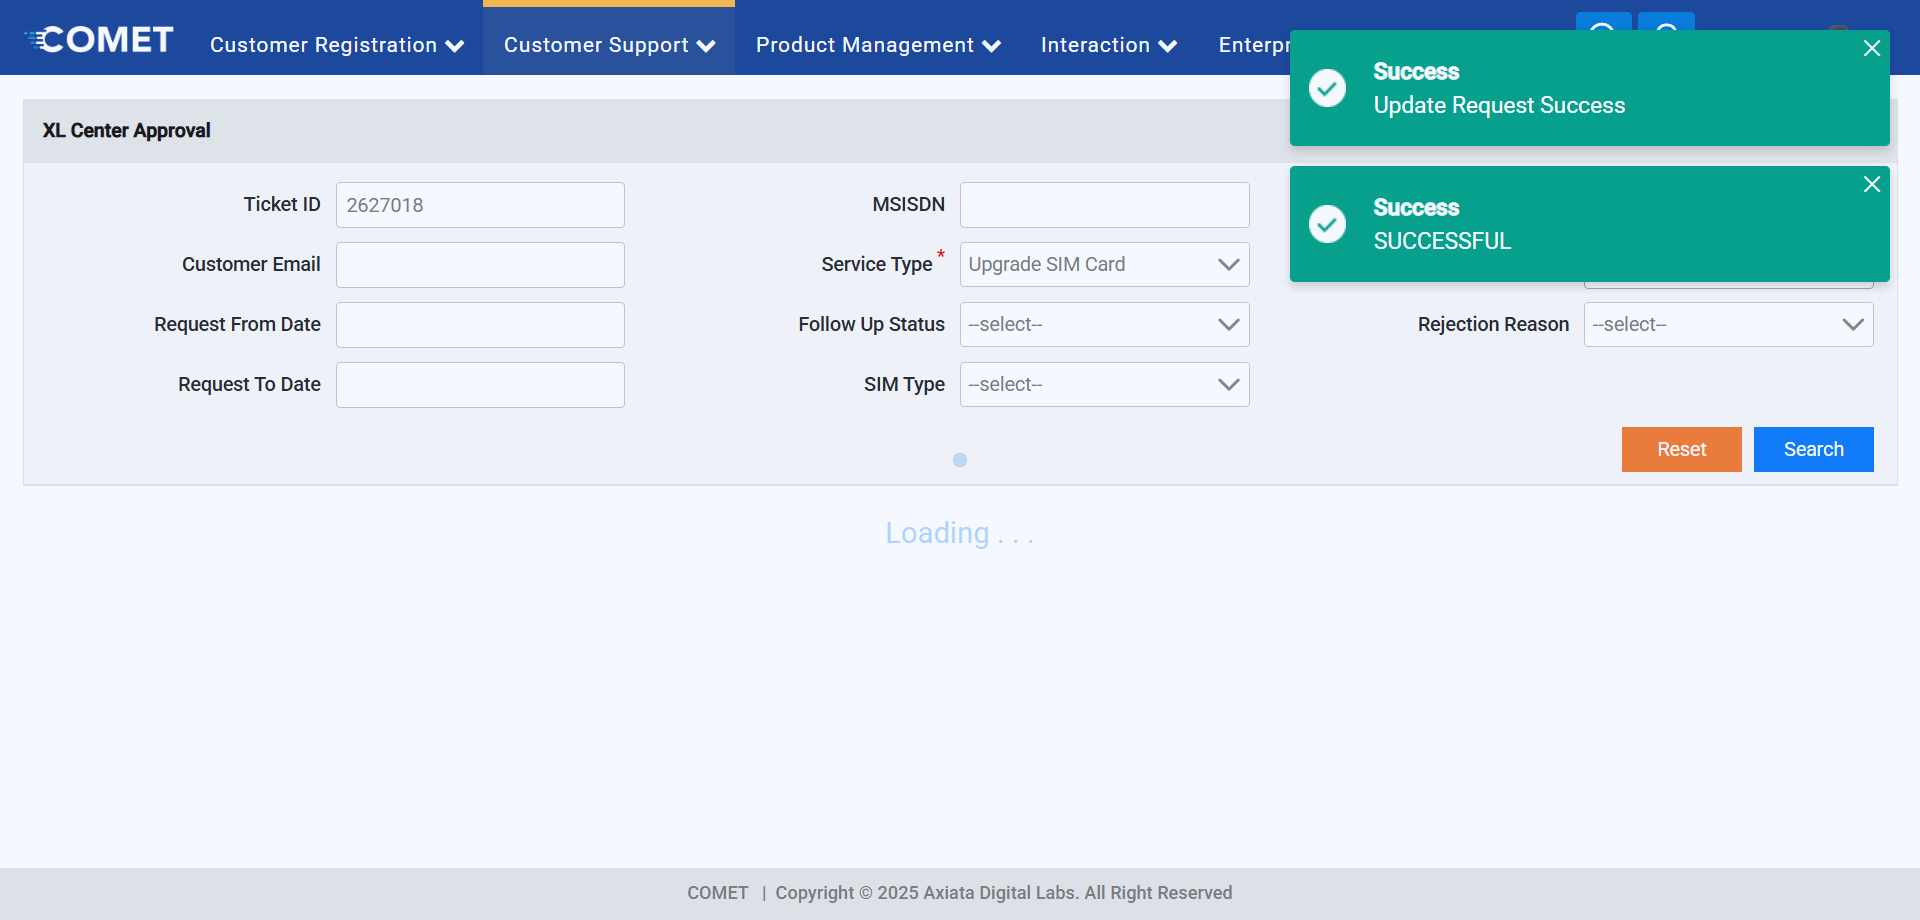 COMET
Customer Registration
Customer Support
Product Management
Interaction
Success
Update Request Success
XL Center Approval
Success
SUCCESSFUL
Ticket ID
2627018
MSISDN
Customer Email
Service Type *
Upgrade SIM Card
Request From Date
Follow Up Status
--select--
Rejection Reason
--select--
Request To Date
SIM Type
--select--
Reset
Search
Loading . . .
COMET | Copyright © 2025 Axiata Digital Labs. All Right Reserved